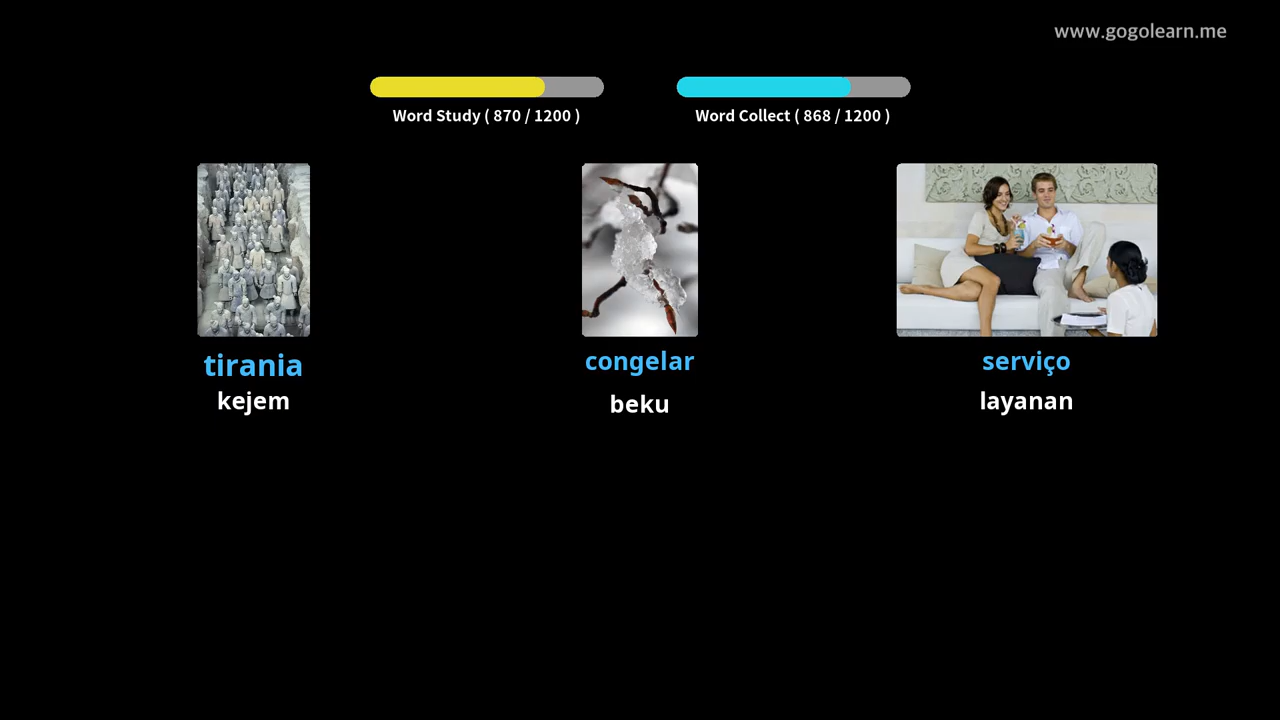 www.gogolearn.me
Word Study ( 870 / 1200 )
Word Collect ( 868 / 1200 )
tirania
kejem
congelar
beku
serviço
layanan